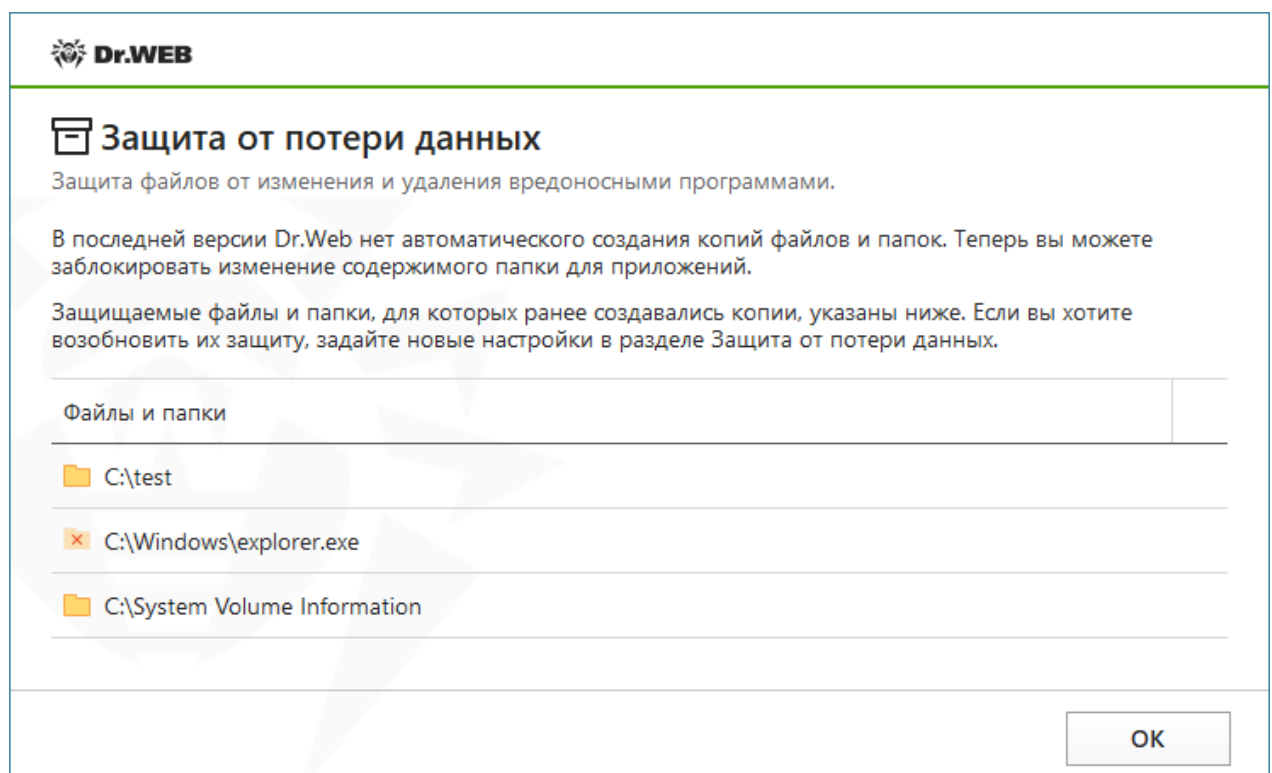 Dr.WEB
Защита от потери данных
Защита файлов от изменения и удаления вредоносными программами.
В последней версии Dr.Web нет автоматического создания копий файлов и папок. Теперь вы можете
заблокировать изменение содержимого папки для приложений.
Защищаемые файлы и папки, для которых ранее создавались копии, указаны ниже. Если вы хотите
возобновить их защиту, задайте новые настройки в разделе Защита от потери данных.
Файлы и папки
C:\test
C:\Windows\explorer.exe
C:\System Volume Information
ОК